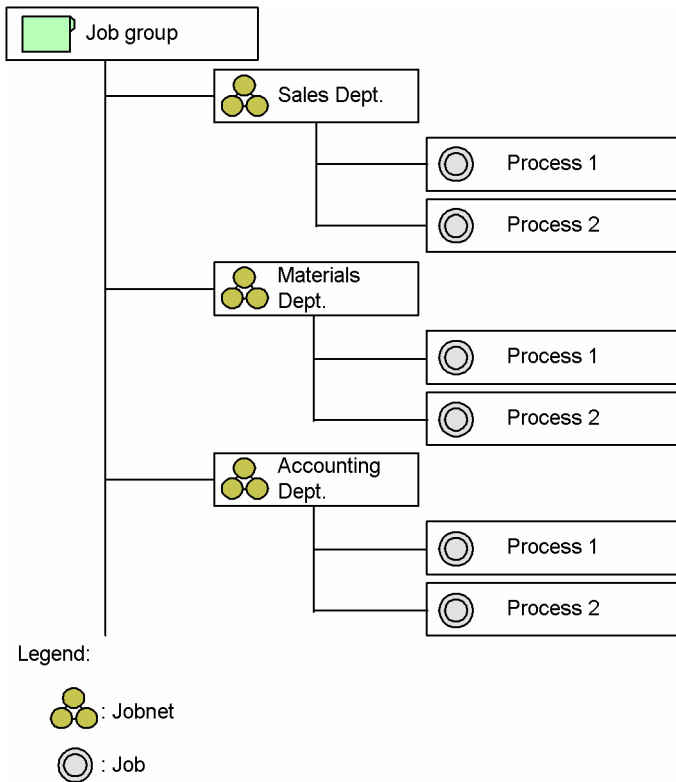 Job group
Sales Dept.
Process 1
Process 2
Materials
Dept.
Process 1
Process 2
Accounting
Dept.
Process 1
Process 2
Legend:
: Jobnet
: Job